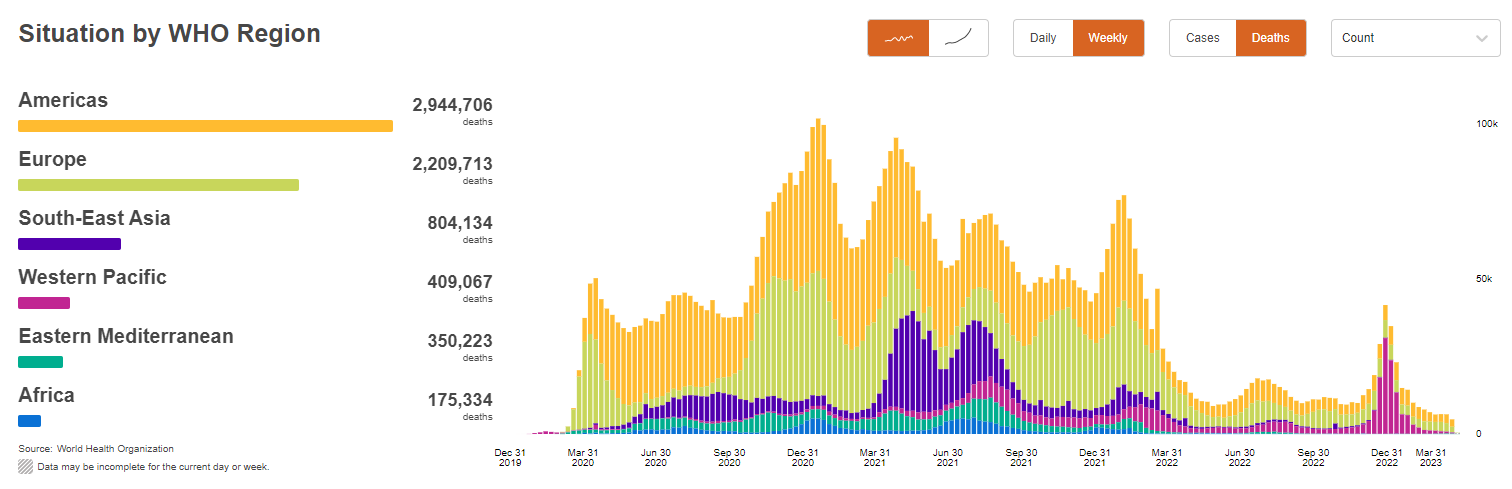 Situation by WHO Region
Daily
Weekly
Cases
Deaths
Count
Americas
2,944,706
deaths
Europe
2,209,713
deaths
South-East Asia
804,134
deaths
Western Pacific
409,067
deaths
Eastern Mediterranean
350,223
deaths
Africa
175,334
deaths
Source: World Health Organization
Data may be incomplete for the current day or week.
100k
50k
0
Dec 31
2019
Mar 31
2020
Jun 30
2020
Sep 30
2020
Dec 31
2020
Mar 31
2021
Jun 30
2021
Sep 30
2021
Dec 31
2021
Mar 31
2022
Jun 30
2022
Sep 30
2022
Dec 31
2022
Mar 31
2023